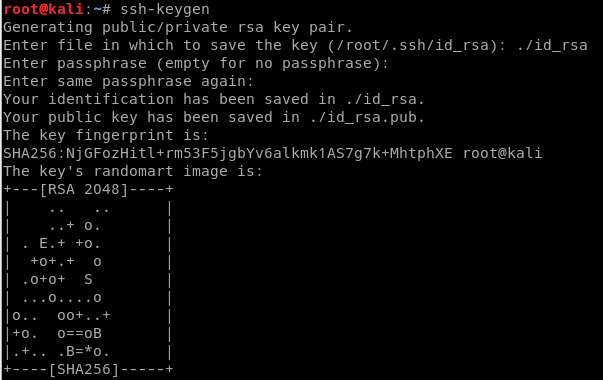 root@kali:~# ssh-keygen
Generating public/private rsa key pair.
Enter file in which to save the key (/root/.ssh/id_rsa): ./id_rsa
Enter passphrase (empty for no passphrase):
Enter same passphrase again:
Your identification has been saved in ./id_rsa.
Your public key has been saved in ./id_rsa.pub.
The key fingerprint is:
SHA256:NjGFozHitl+rm53F5jgbYv6alkmk1AS7g7k+MhtphXE root@kali
The key's randomart image is:
+---[RSA 2048]----+
|    ..   ..      |
|    ..+ o.       |
| . E.+ +o.       |
|  +o+.+  o       |
| .o+o+  S        |
| ...o....o       |
|o..  oo+..+      |
|+o.  o==oB       |
|.+.. .B=*o.      |
+----[SHA256]-----+